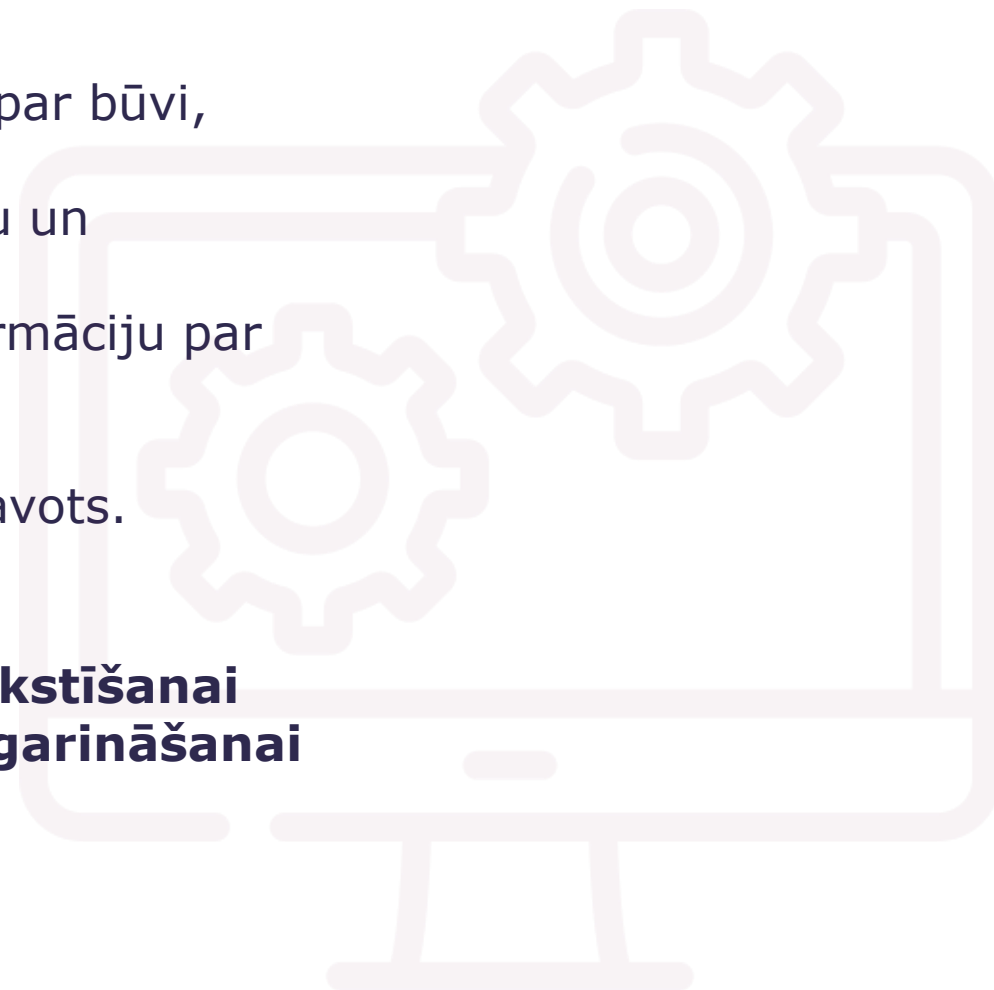 par būvi,
u un
rmāciju par
avots.
kstīšanai
garināšanai